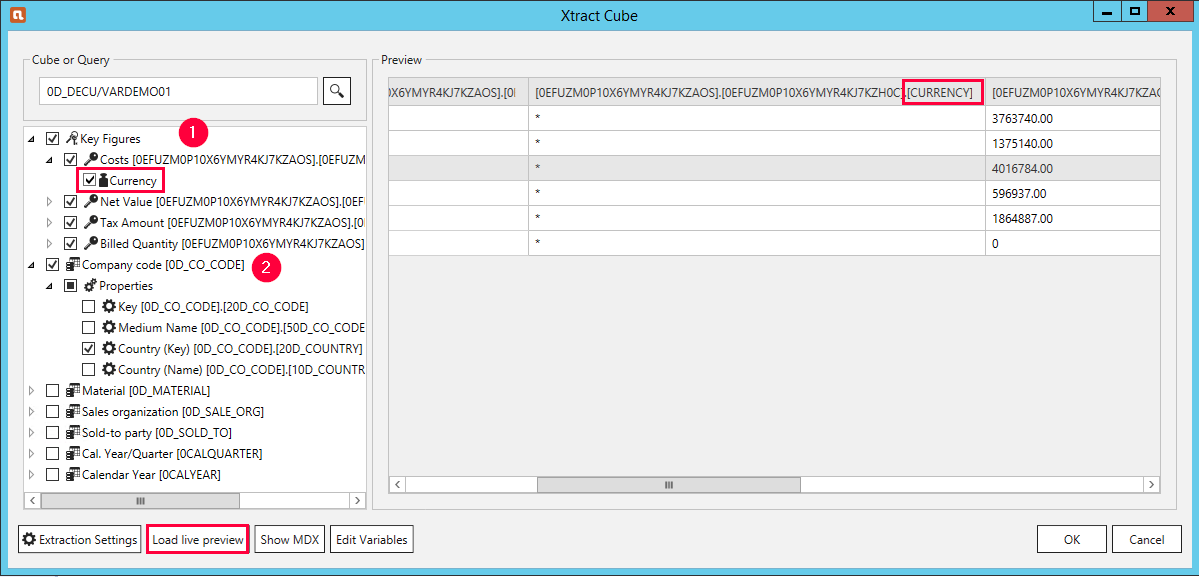 Xtract Cube
Cube or Query
0D_DECU/VARDEMO01
1
Key Figures
Costs [0EFUZM0P10X6YMYR4KJ7KZAOS].[0EFUZM
Currency
Net Value [0EFUZM0P10X6YMYR4KJ7KZAOS].[0EF
Tax Amount [0EFUZM0P10X6YMYR4KJ7KZAOS].[0
Billed Quantity [0EFUZM0P10X6YMYR4KJ7KZAOS]
Company code [0D_CO_CODE]
2
Properties
Key [0D_CO_CODE].[20D_CO_CODE]
Medium Name [0D_CO_CODE].[50D_CO_CODE
Country (Key) [0D_CO_CODE].[20D_COUNTRY]
Country (Name) [0D_CO_CODE].[10D_COUNTR
Material [0D_MATERIAL]
Sales organization [0D_SALE_ORG]
Sold-to party [0D_SOLD_TO]
Cal. Year/Quarter [0CALQUARTER]
Calendar Year [0CALYEAR]
Preview
0X6YMYR4KJ7KZAOS].[0 [0EFUZM0P10X6YMYR4KJ7KZAOS].[0EFUZM0P10X6YMYR4KJ7KZH0C].[CURRENCY] [0EFUZM0P10X6YMYR4KJ7KZAO
* 3763740.00
* 1375140.00
* 4016784.00
* 596937.00
* 1864887.00
* 0
Extraction Settings Load live preview Show MDX Edit Variables OK Cancel